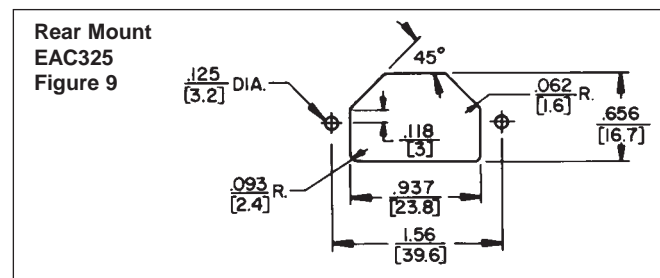 Rear Mount
EAC325
Figure 9
45°
.125 DIA.
[3.2]
.062 R.
[1.6]
.656
[16.7]
.118
[3]
.093 R.
[2.4]
.937
[23.8]
1.56
[39.6]